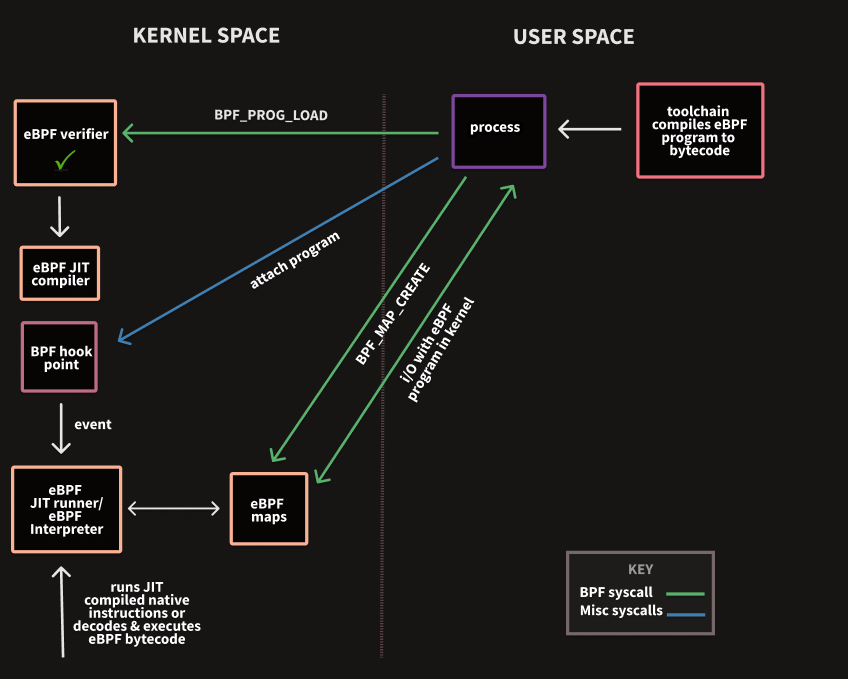 KERNEL SPACE
USER SPACE
eBPF verifier
BPF_PROG_LOAD
process
toolchain
compiles eBPF
program to
bytecode
attach program
eBPF JIT
compiler
BPF_MAP_CREATE
i/O with eBPF
program in kernel
BPF hook
point
event
eBPF
JIT runner/
eBPF
Interpreter
eBPF
maps
runs JIT
compiled native
instructions or
decodes & executes
eBPF bytecode
KEY
BPF syscall
Misc syscalls